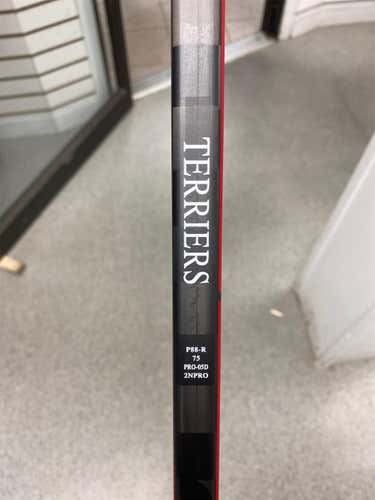 TERRIERS
P88-R
75
PRO-05D
2NPRO